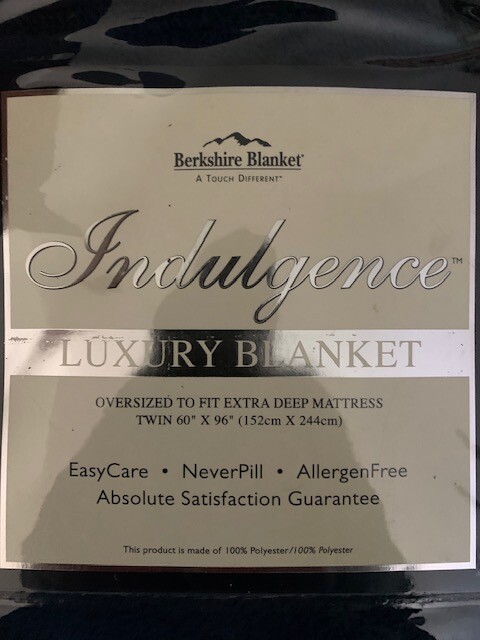 Berkshire Blanket®
A TOUCH DIFFERENT™
Indulgence™
LUXURY BLANKET
OVERSIZED TO FIT EXTRA DEEP MATTRESS
TWIN 60" X 96" (152cm X 244cm)
EasyCare • NeverPill • AllergenFree
Absolute Satisfaction Guarantee
This product is made of 100% Polyester/100% Polyester